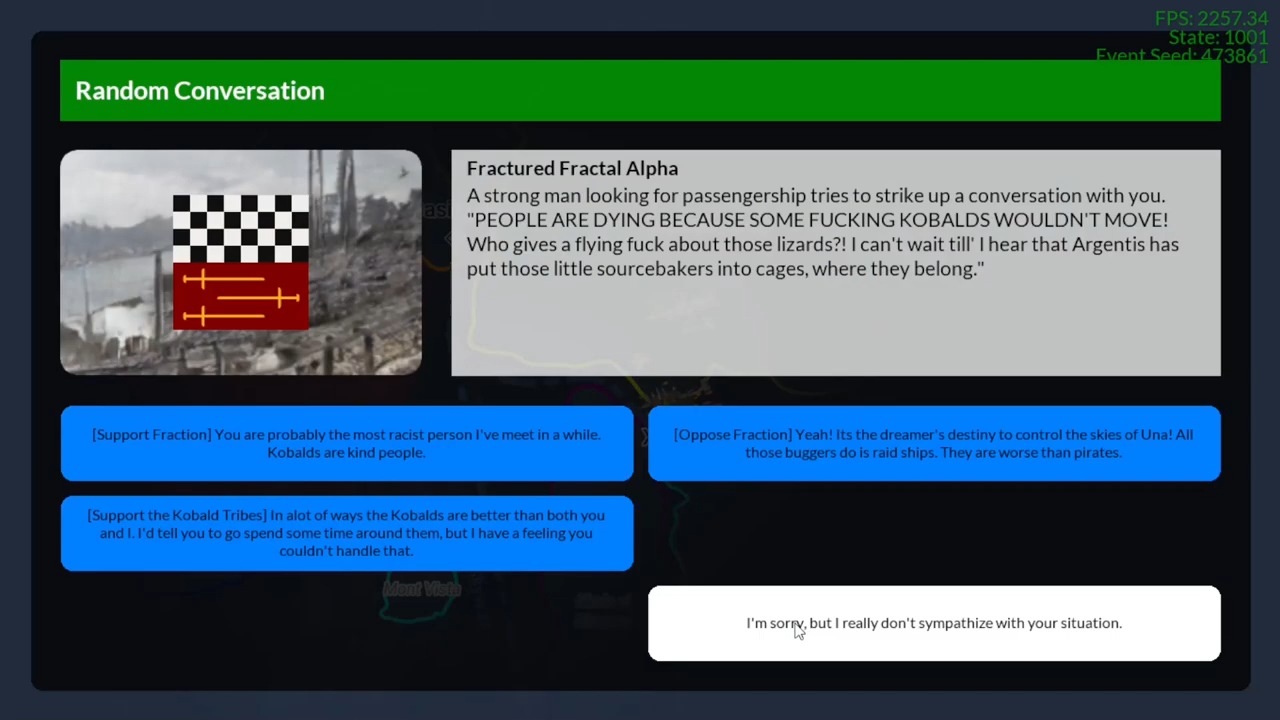 FPS: 2257.34
State: 1001
Event Seed: 473861
Random Conversation
Fractured Fractal Alpha
A strong man looking for passengership tries to strike up a conversation with you.
"PEOPLE ARE DYING BECAUSE SOME FUCKING KOBALDS WOULDN'T MOVE!
Who gives a flying fuck about those lizards?! I can't wait till' I hear that Argentis has
put those little sourcebakers into cages, where they belong."
[Support Fraction] You are probably the most racist person I've meet in a while.
Kobalds are kind people.
[Oppose Fraction] Yeah! Its the dreamer's destiny to control the skies of Una! All
those buggers do is raid ships. They are worse than pirates.
[Support the Kobald Tribes] In alot of ways the Kobalds are better than both you
and I. I'd tell you to go spend some time around them, but I have a feeling you
couldn't handle that.
Mont Vista
I'm sorry, but I really don't sympathize with your situation.